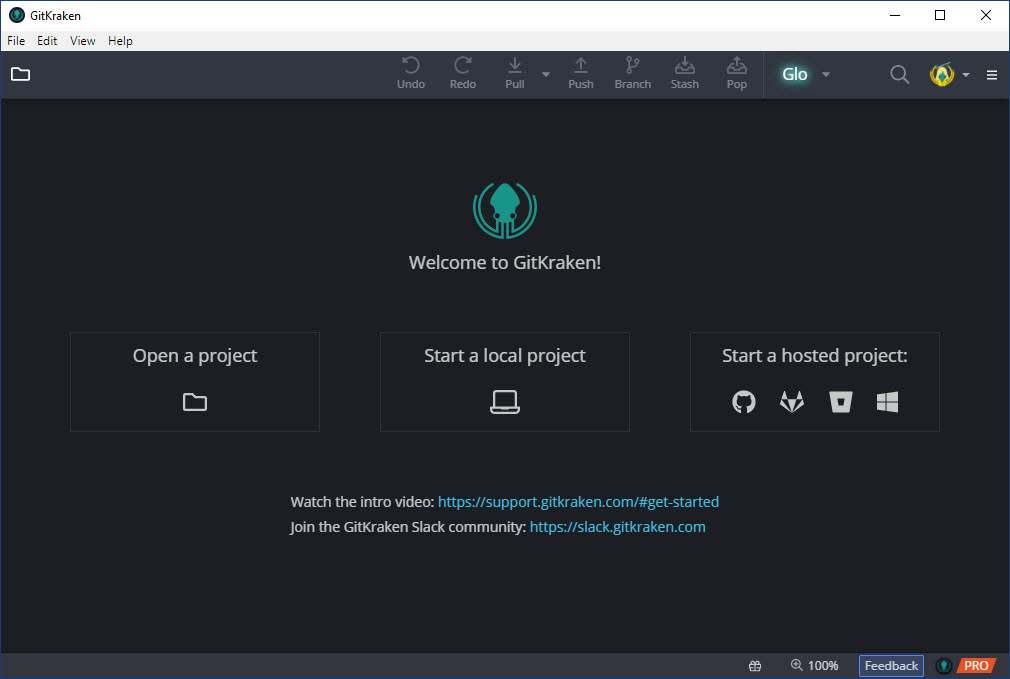 GitKraken
File Edit View Help
Undo Redo Pull Push Branch Stash Pop Glo
Welcome to GitKraken!
Open a project
Start a local project
Start a hosted project:
Watch the intro video: https://support.gitkraken.com/#get-started
Join the GitKraken Slack community: https://slack.gitkraken.com
100% Feedback PRO